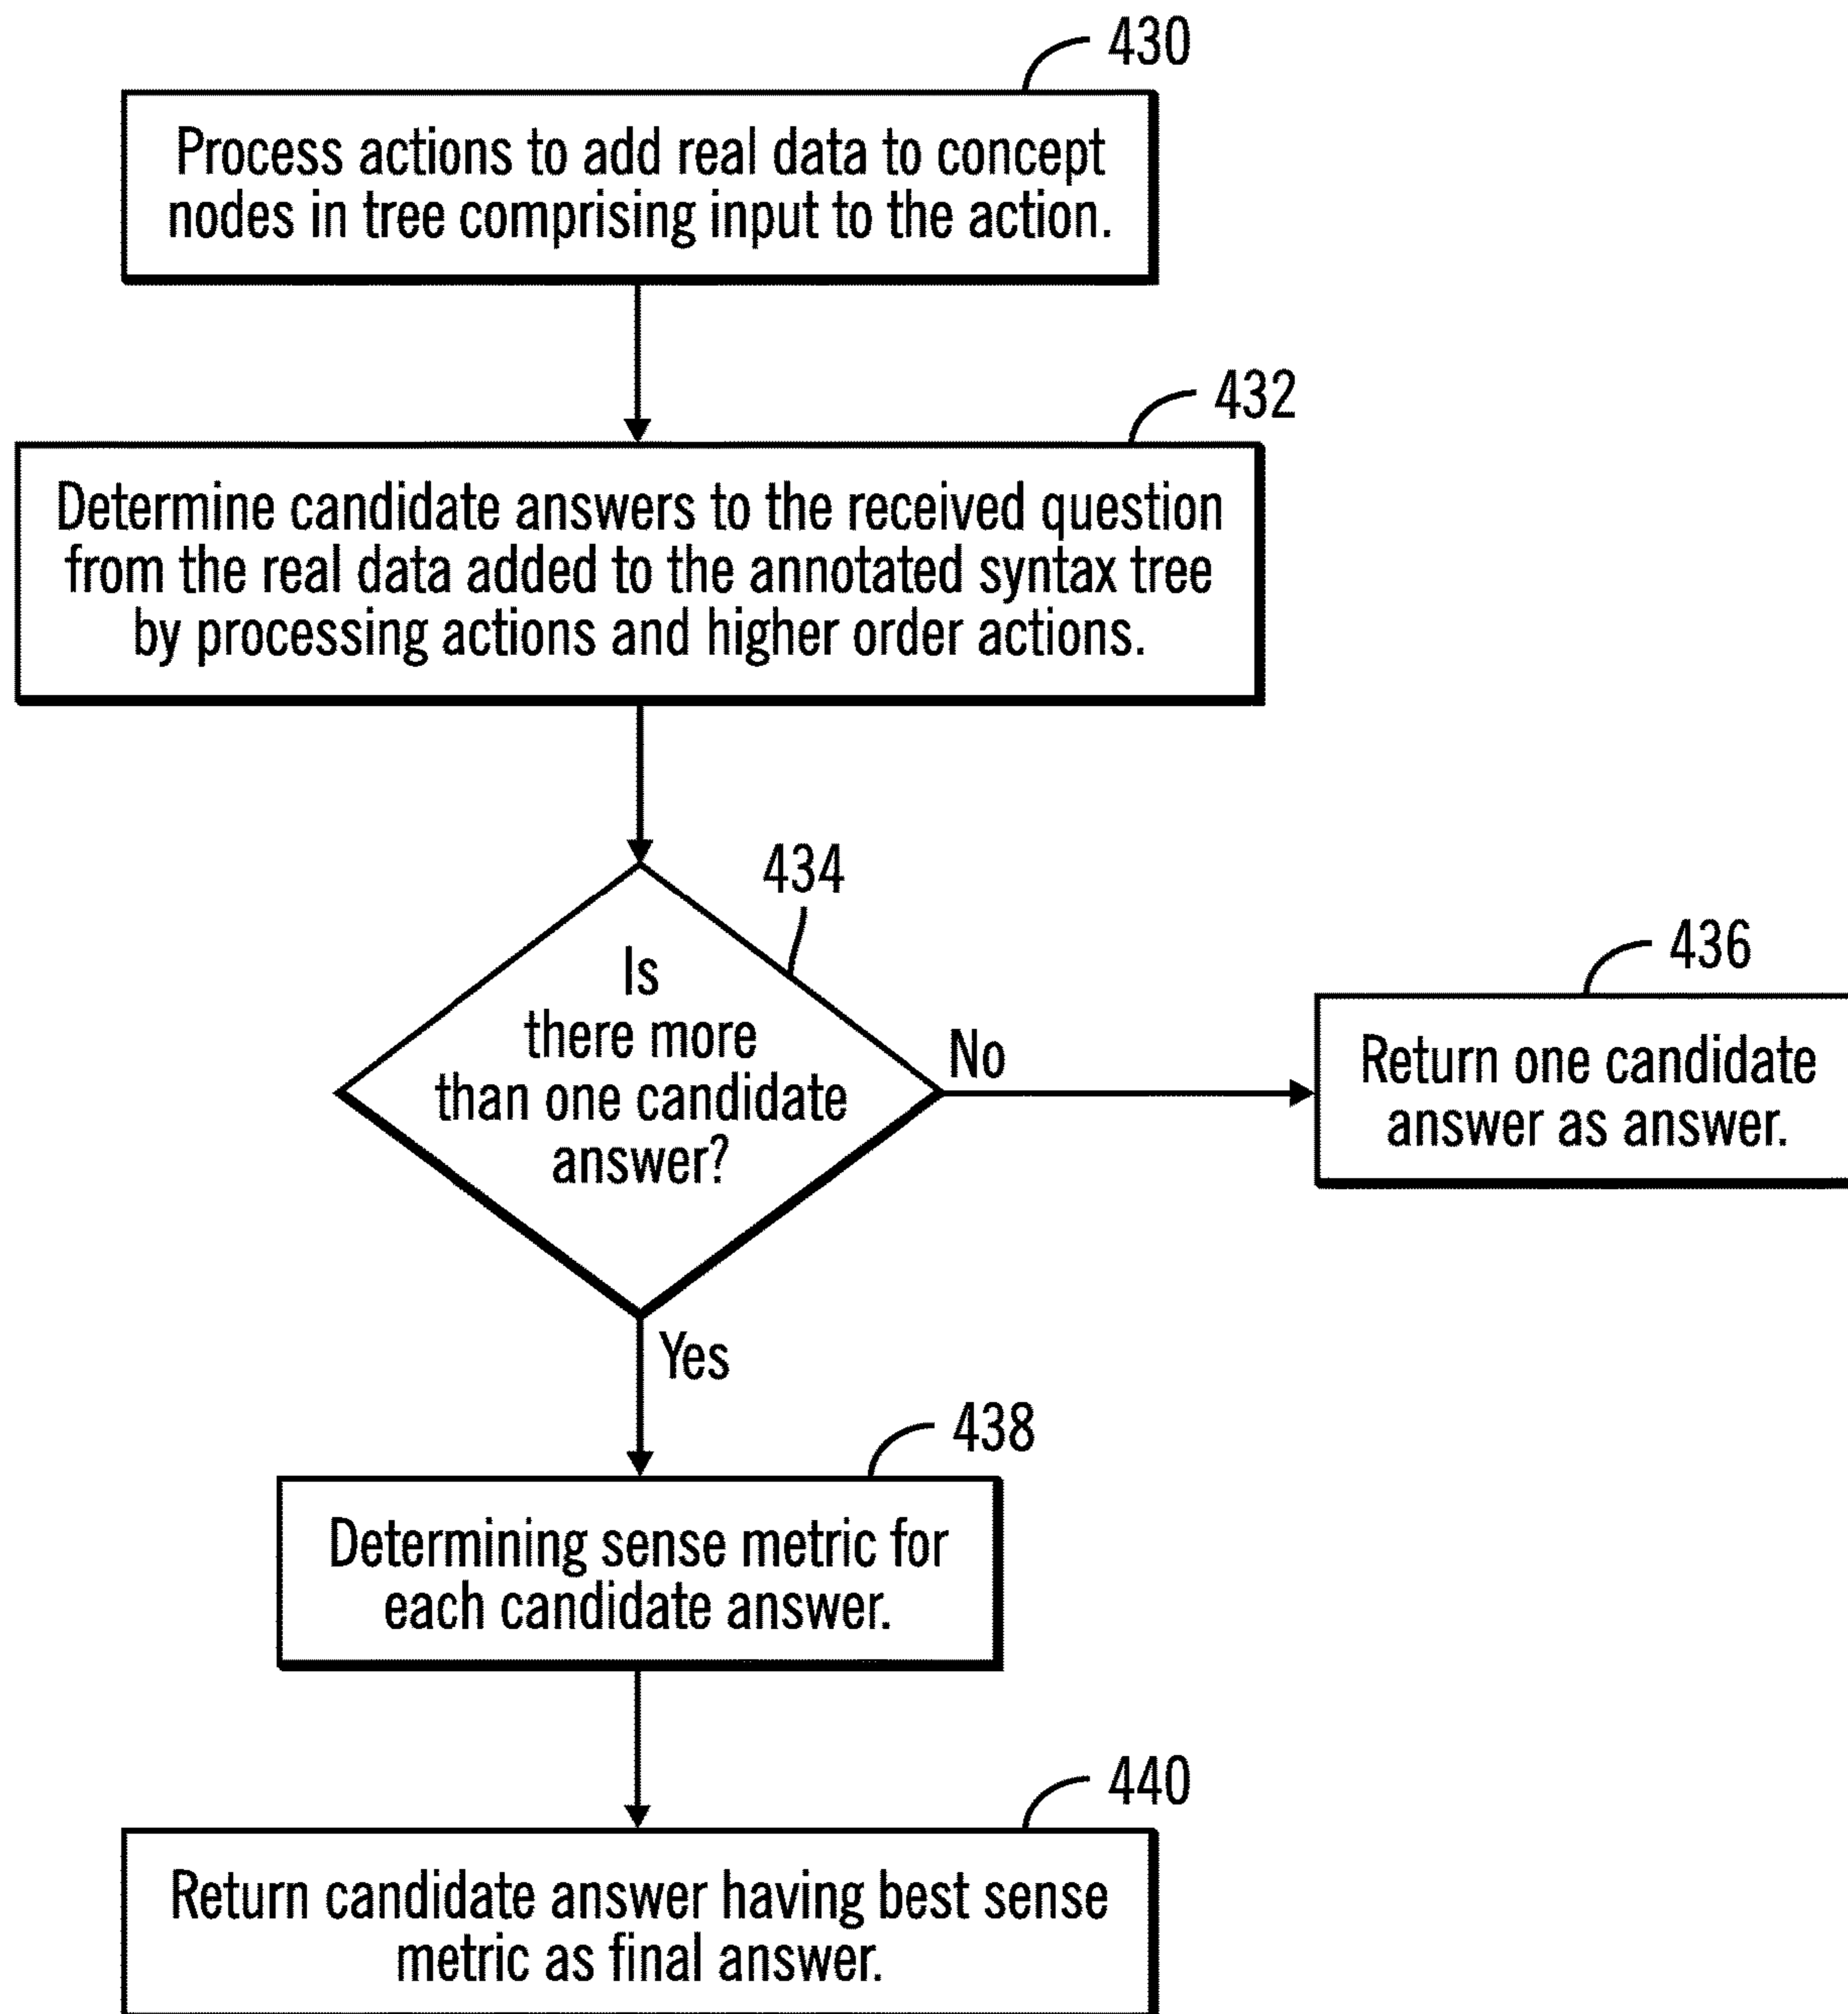 430
Process actions to add real data to concept
nodes in tree comprising input to the action.
432
Determine candidate answers to the received question
from the real data added to the annotated syntax tree
by processing actions and higher order actions.
434
Is
there more
than one candidate
answer?
No
436
Return one candidate
answer as answer.
Yes
438
Determining sense metric for
each candidate answer.
440
Return candidate answer having best sense
metric as final answer.